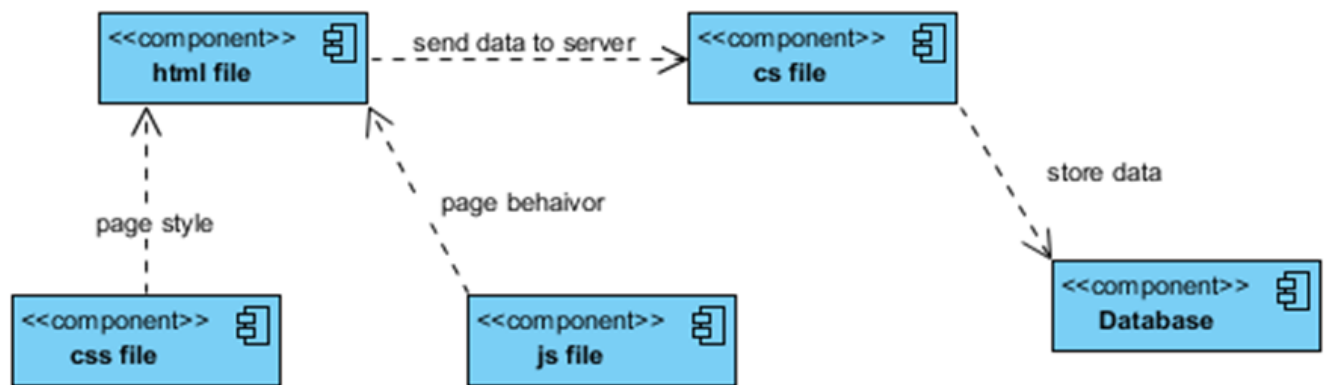 <<component>>
html file
send data to server
<<component>>
cs file
page style
page behaivor
store data
<<component>>
css file
<<component>>
js file
<<component>>
Database